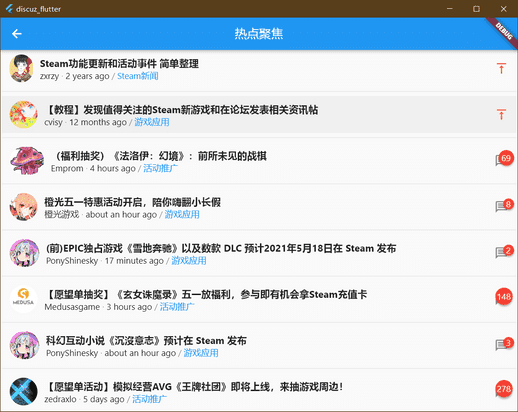 discuz_flutter
热点聚焦
DEBUG
Steam功能更新和活动事件 简单整理
zxrzy · 2 years ago / Steam新闻
【教程】发现值得关注的Steam新游戏和在论坛发表相关资讯帖
cvisy · 12 months ago / 游戏应用
（福利抽奖）《法洛伊：幻境》：前所未见的战棋
Emprom · 4 hours ago / 活动推广
69
橙光五一特惠活动开启，陪你嗨翻小长假
橙光游戏 · about an hour ago / 游戏应用
8
(前)EPIC独占游戏《雪地奔驰》以及数款 DLC 预计2021年5月18日在 Steam 发布
PonyShinesky · 17 minutes ago / 游戏应用
2
MEDUSA
【愿望单抽奖】《玄女诛魔录》五一放福利，参与即有机会拿Steam充值卡
Medusasgame · 3 hours ago / 活动推广
148
科幻互动小说《沉沒意志》预计在 Steam 发布
PonyShinesky · about an hour ago / 游戏应用
3
【愿望单活动】模拟经营AVG《王牌社团》即将上线，来抽游戏周边！
zedraxlo · 5 days ago / 活动推广
278